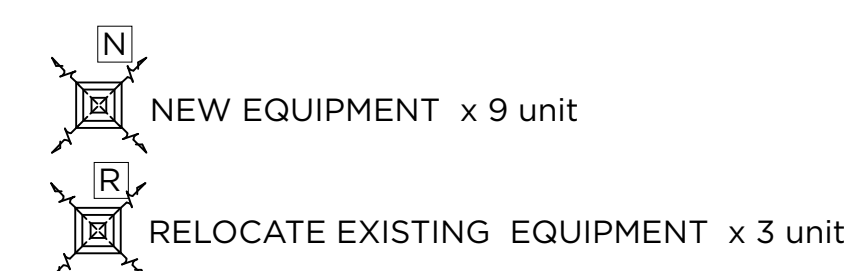 N
NEW EQUIPMENT x 9 unit
R
RELOCATE EXISTING EQUIPMENT x 3 unit